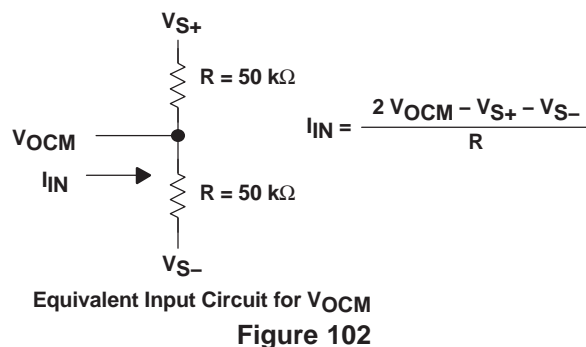 VS+
R = 50 kΩ
VOCM
IIN
R = 50 kΩ
VS−
IIN = 2 VOCM − VS+ − VS−
R
Equivalent Input Circuit for VOCM
Figure 102